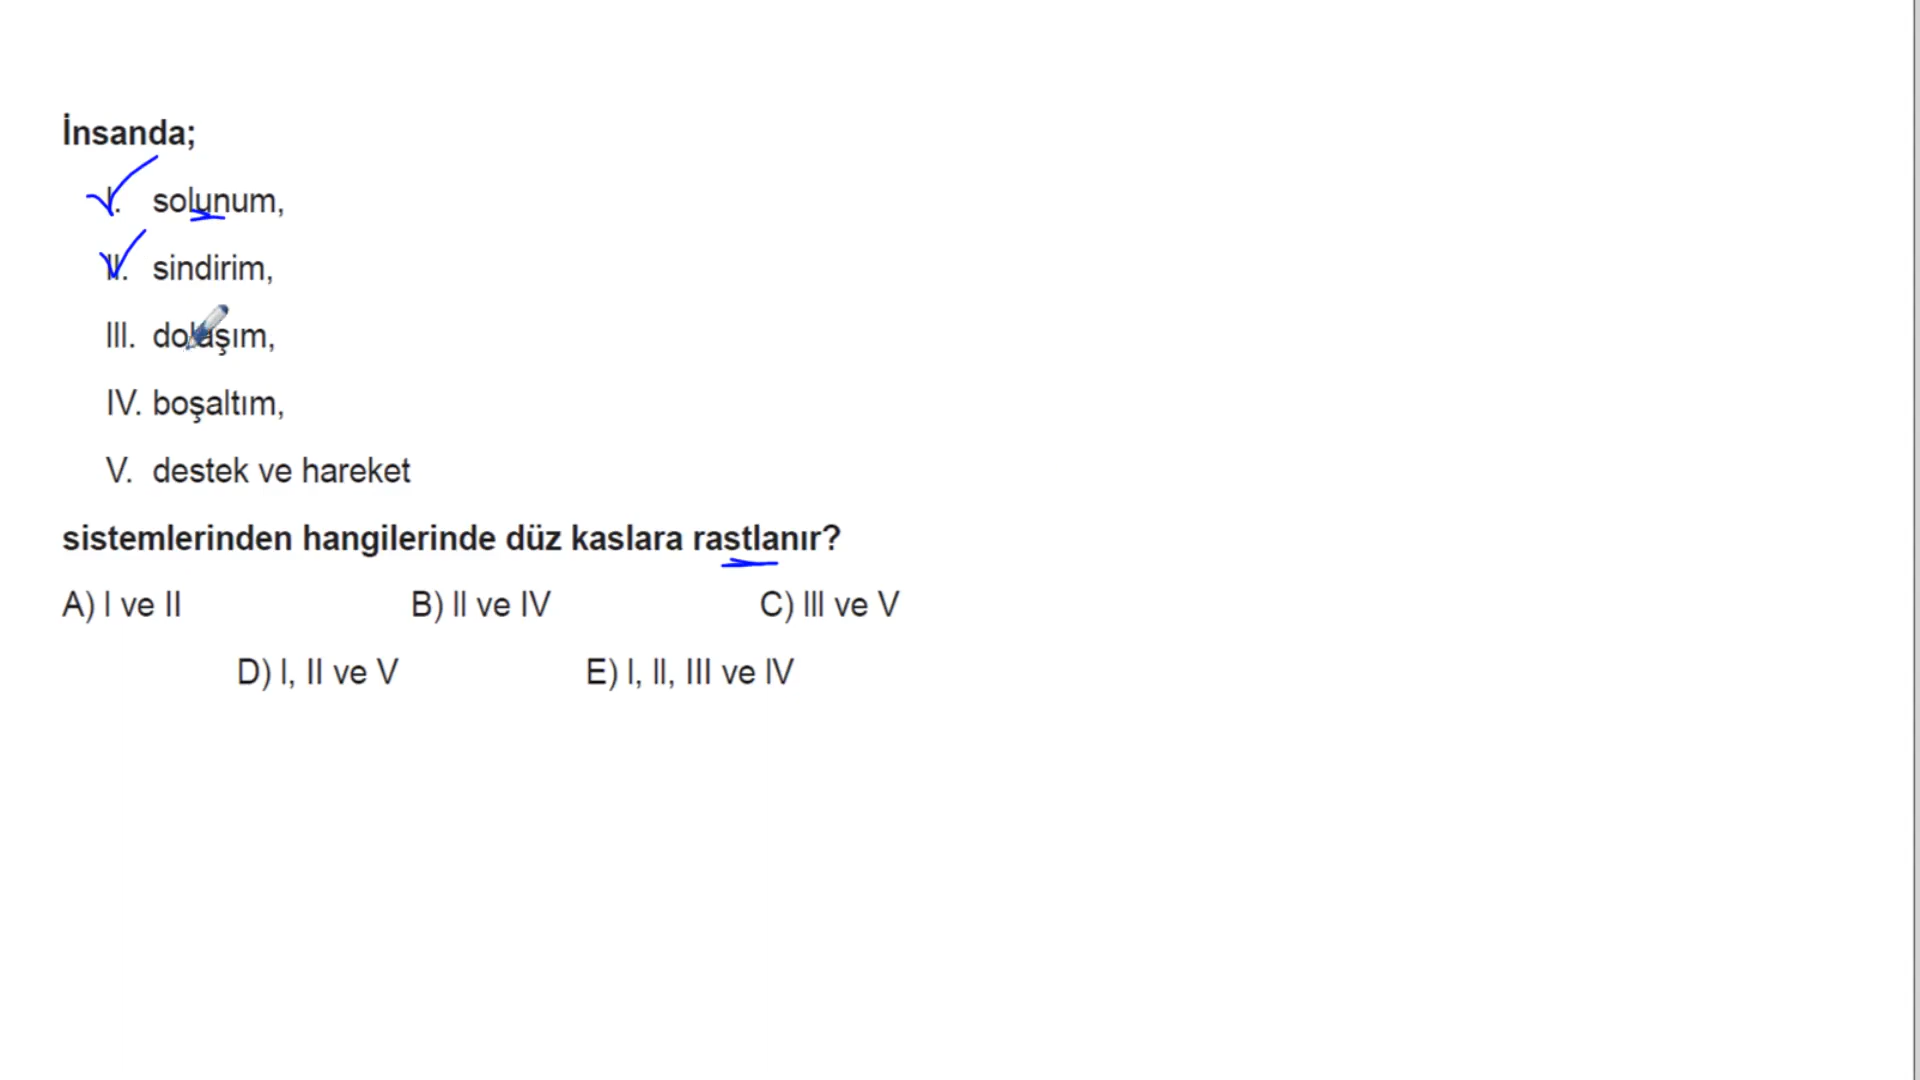 İnsanda;
I. solunum,
II. sindirim,
III. dolaşım,
IV. boşaltım,
V. destek ve hareket
sistemlerinden hangilerinde düz kaslara rastlanır?
A) I ve II B) II ve IV C) III ve V
D) I, II ve V E) I, II, III ve IV